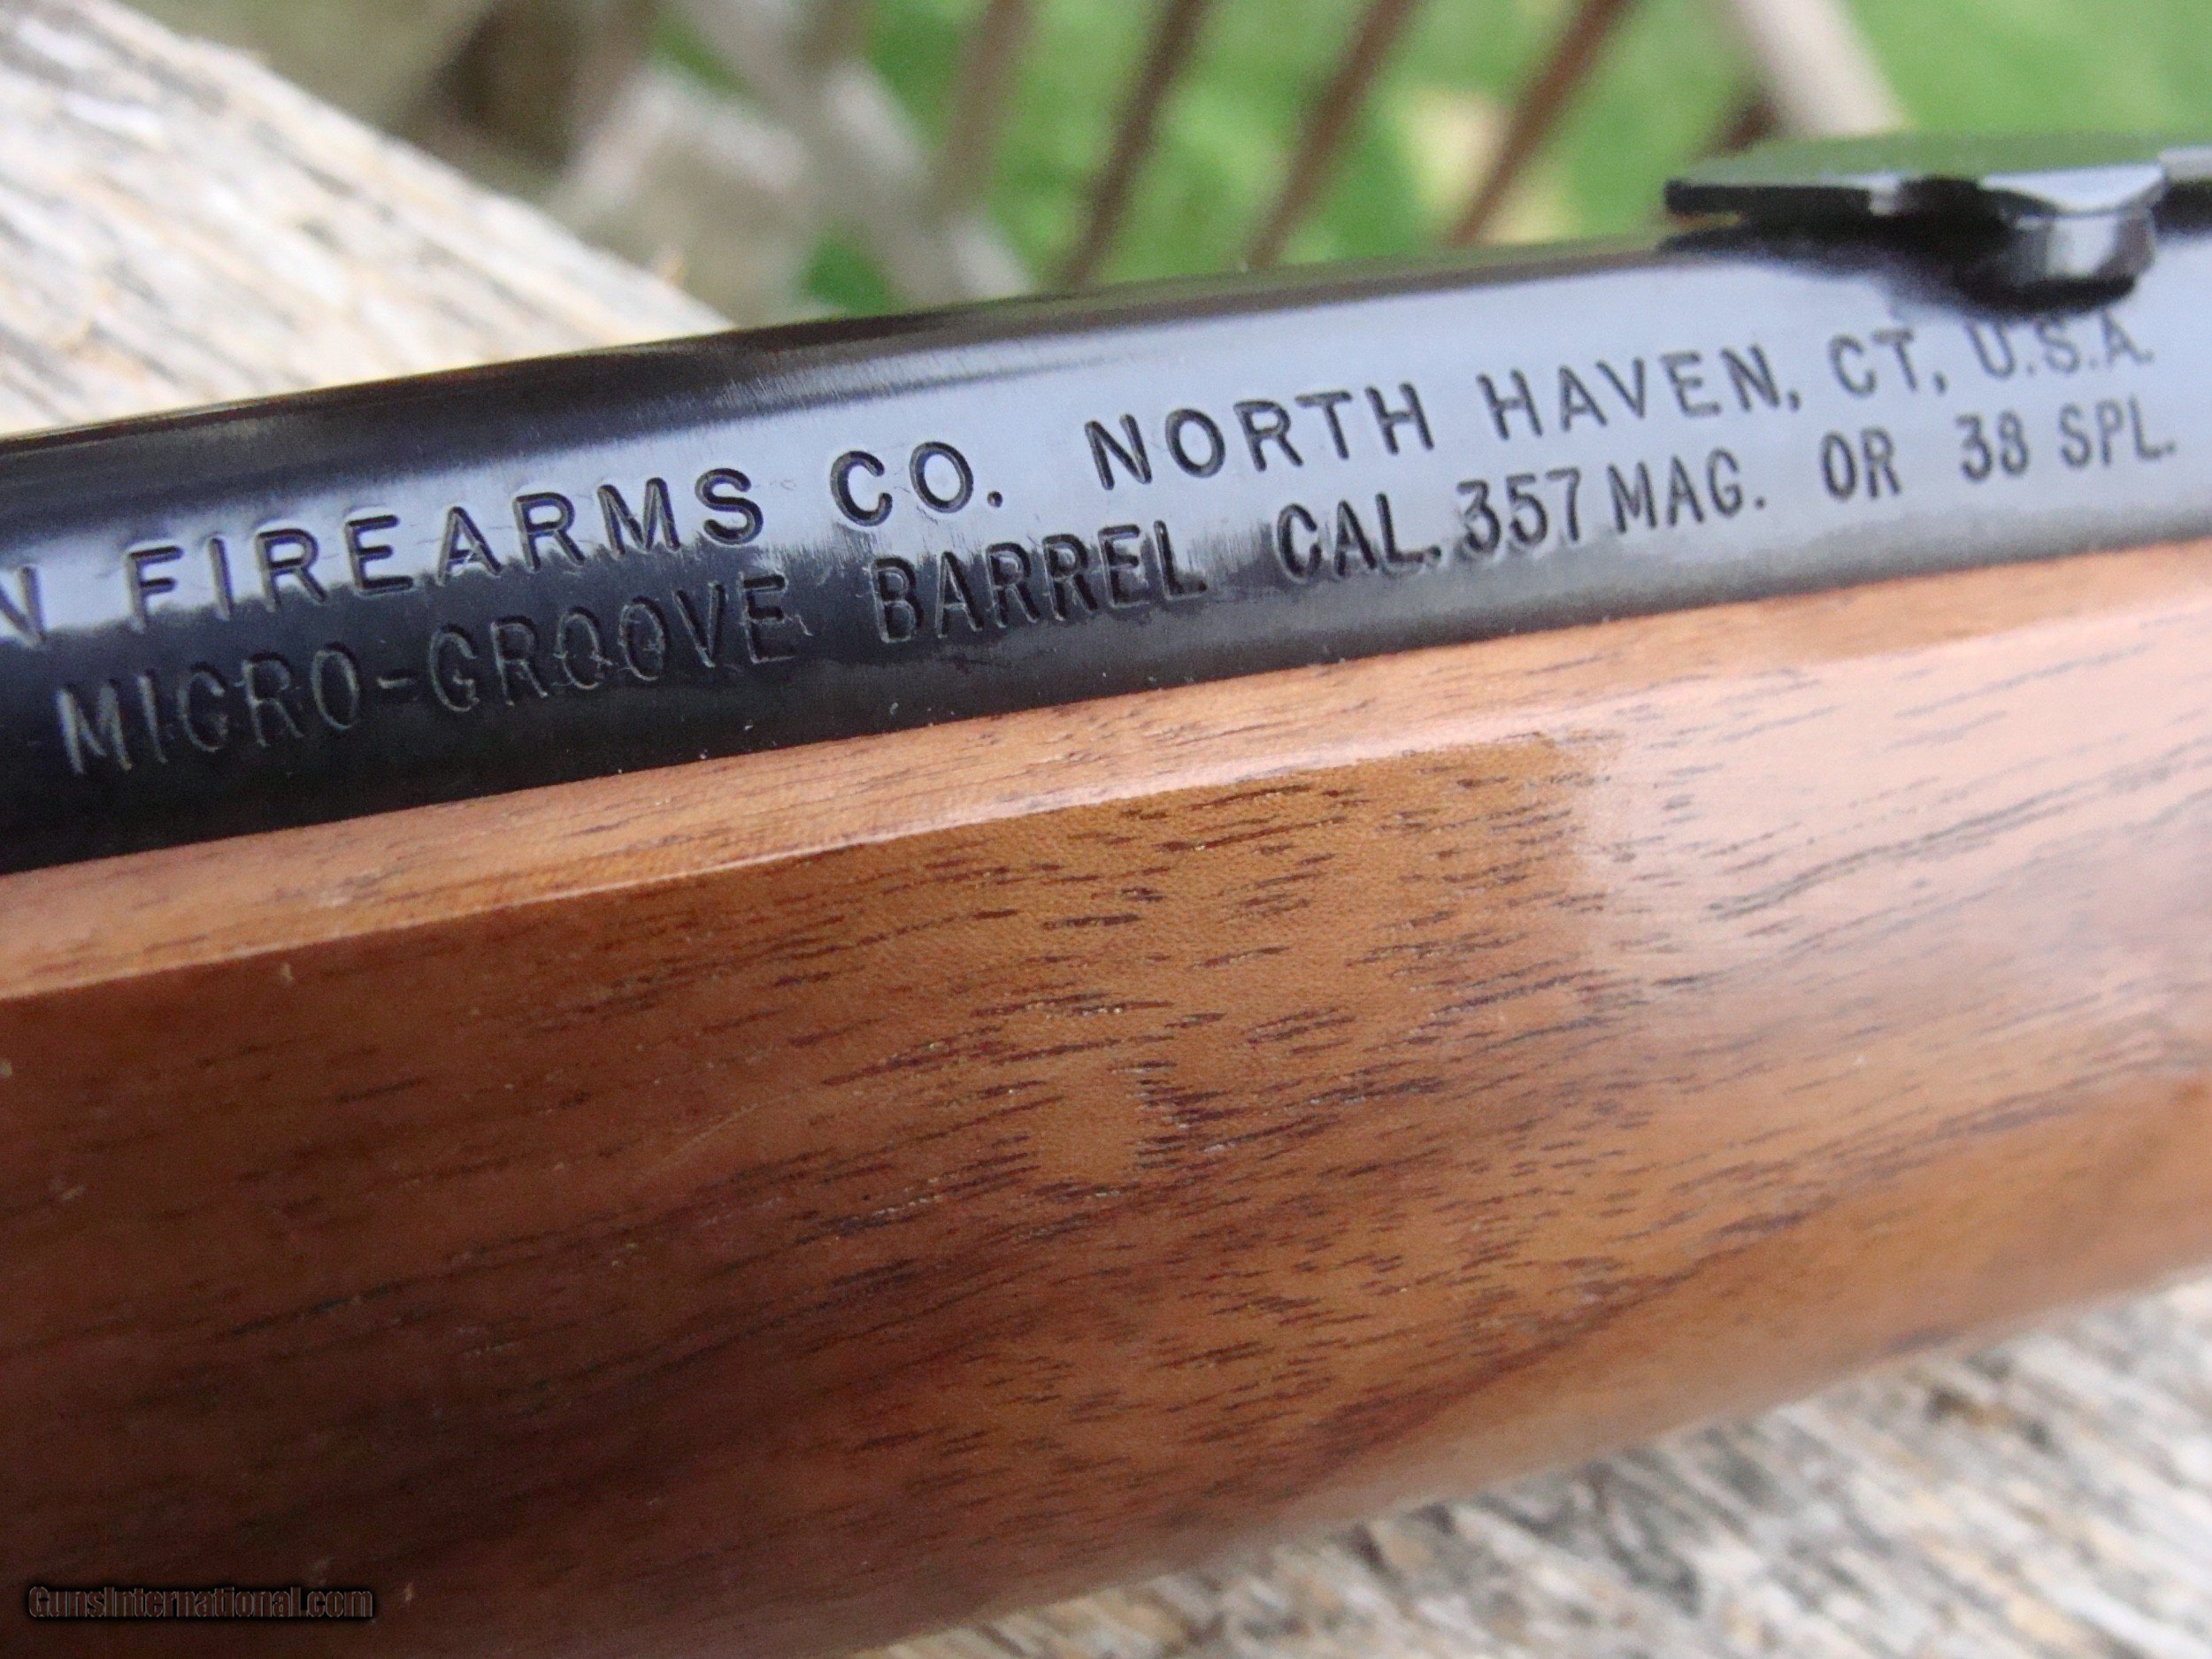 N FIREARMS CO. NORTH HAVEN, CT, U.S.A.
MICRO-GROOVE BARREL CAL. 357 MAG. OR 38 SPL.
GunsInternational.com